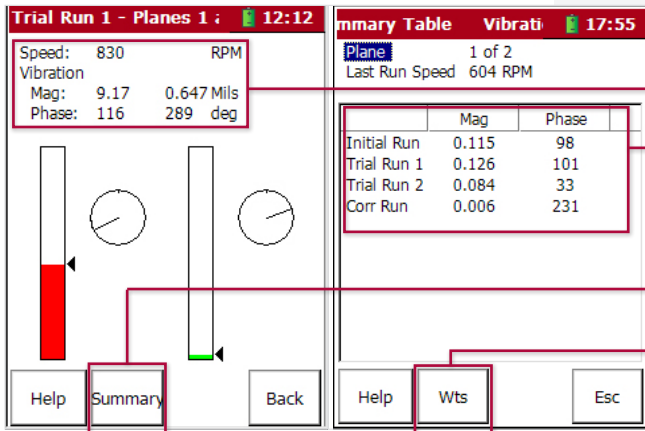 Trial Run 1 - Planes 1 12:12
Speed: 830 RPM
Vibration
Mag: 9.17 0.647 Mils
Phase: 116 289 deg
Help Summary Back
mmary Table Vibrati 17:55
Plane 1 of 2
Last Run Speed 604 RPM
Mag Phase
Initial Run 0.115 98
Trial Run 1 0.126 101
Trial Run 2 0.084 33
Corr Run 0.006 231
Help Wts Esc